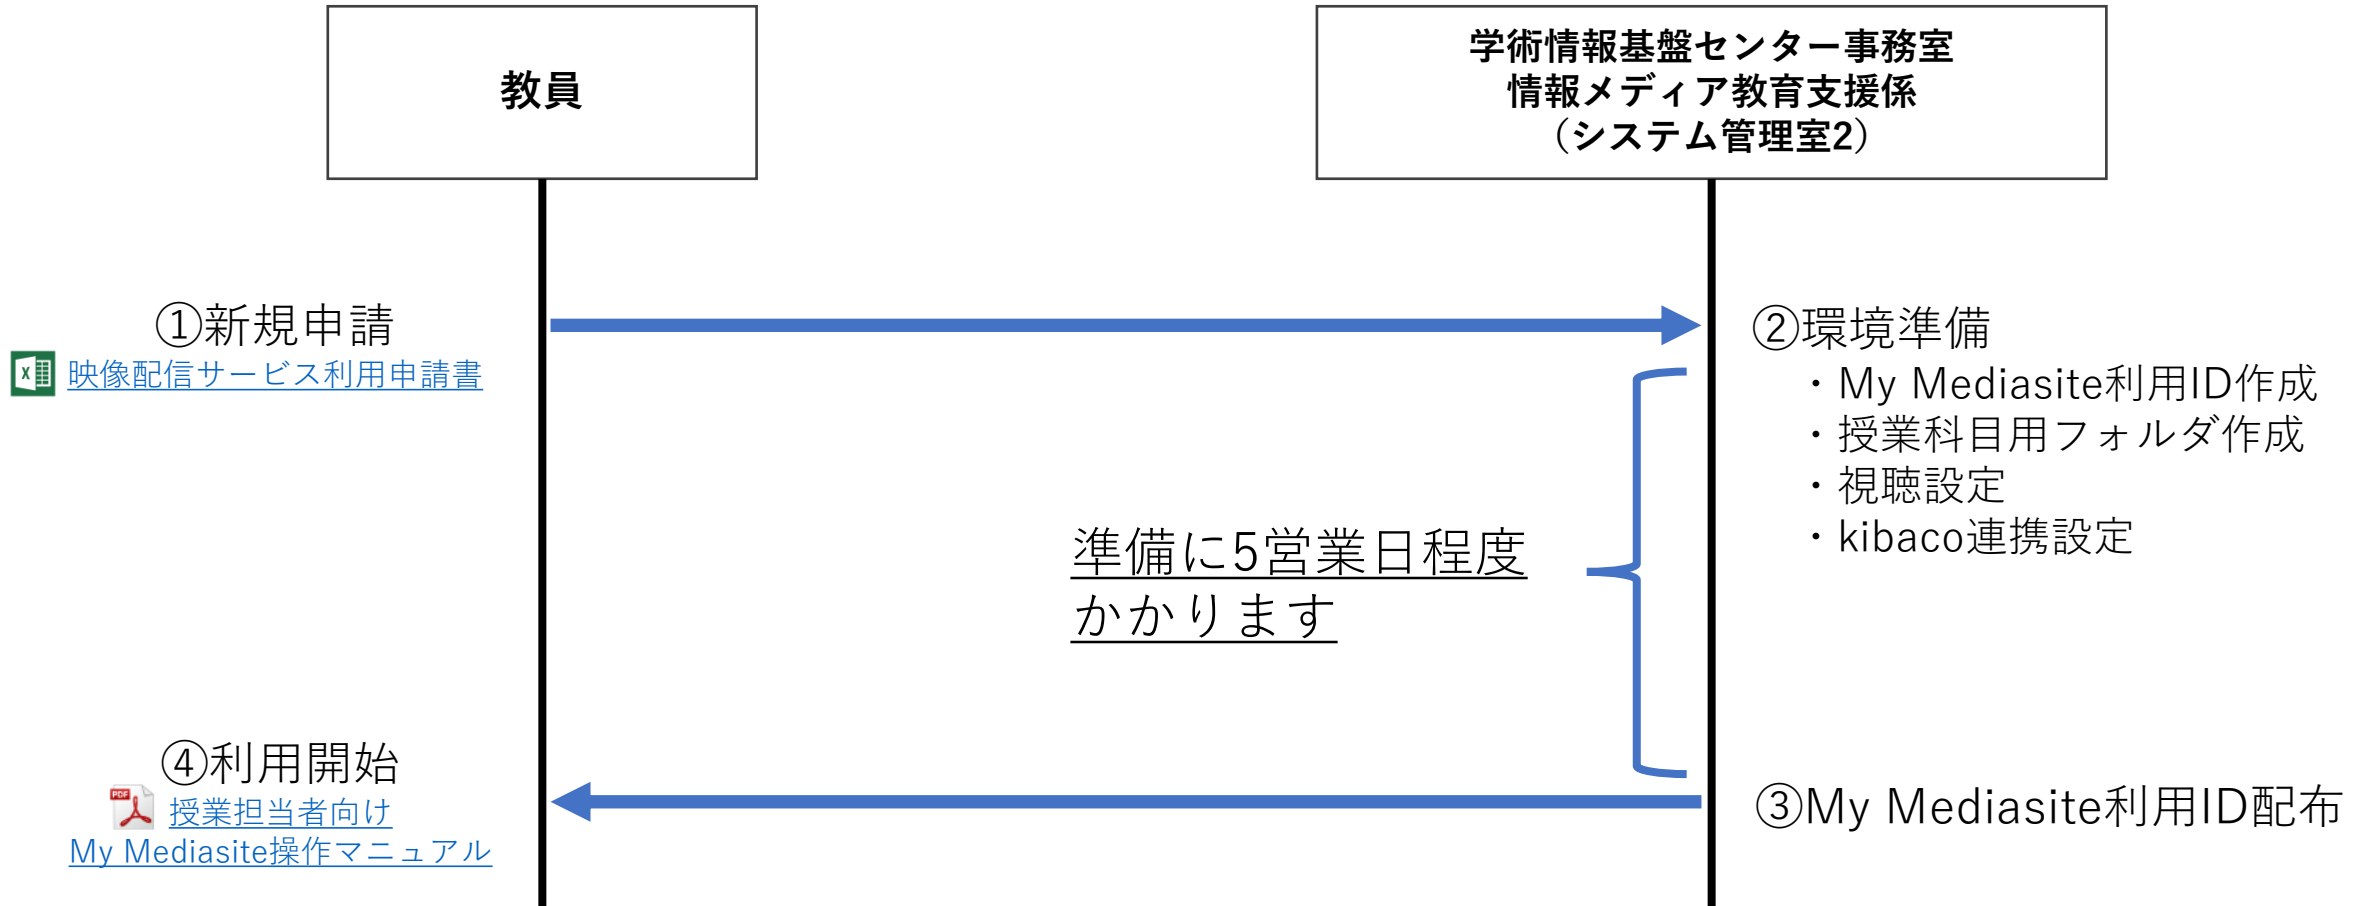 教員
学術情報基盤センター事務室
情報メディア教育支援係
（システム管理室2）
①新規申請
映像配信サービス利用申請書
②環境準備
・My Mediasite利用ID作成
・授業科目用フォルダ作成
・視聴設定
・kibaco連携設定
準備に5営業日程度
かかります
④利用開始
PDF
授業担当者向け
My Mediasite操作マニュアル
③My Mediasite利用ID配布